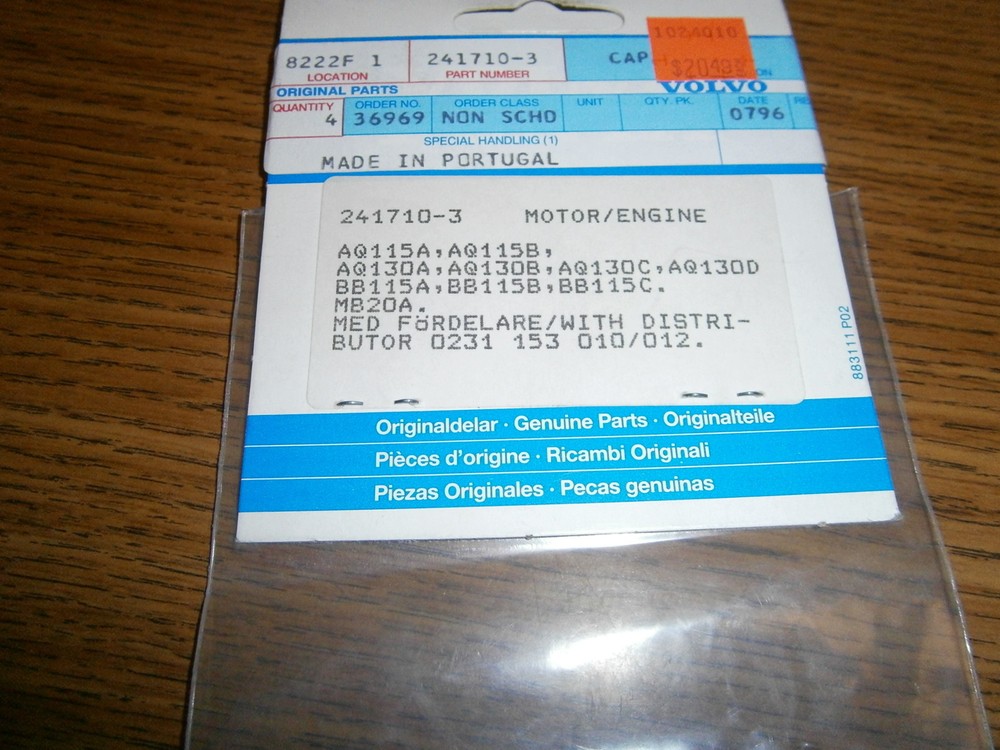 1024010
8222F 1 241710-3 CAP $2049
LOCATION PART NUMBER ON
ORIGINAL PARTS VOLVO
QUANTITY ORDER NO. ORDER CLASS UNIT QTY. PK. DATE RE
4 36969 NON SCHD 0796
SPECIAL HANDLING (1)
MADE IN PORTUGAL
241710-3 MOTOR/ENGINE
AQ115A,AQ115B,
AQ130A,AQ130B,AQ130C,AQ130D
BB115A,BB115B,BB115C.
MB20A.
MED FÖRDELARE/WITH DISTRI-
BUTOR 0231 153 010/012.
883111 P02
Originaldelar · Genuine Parts · Originalteile
Pièces d'origine · Ricambi Originali
Piezas Originales · Pecas genuinas